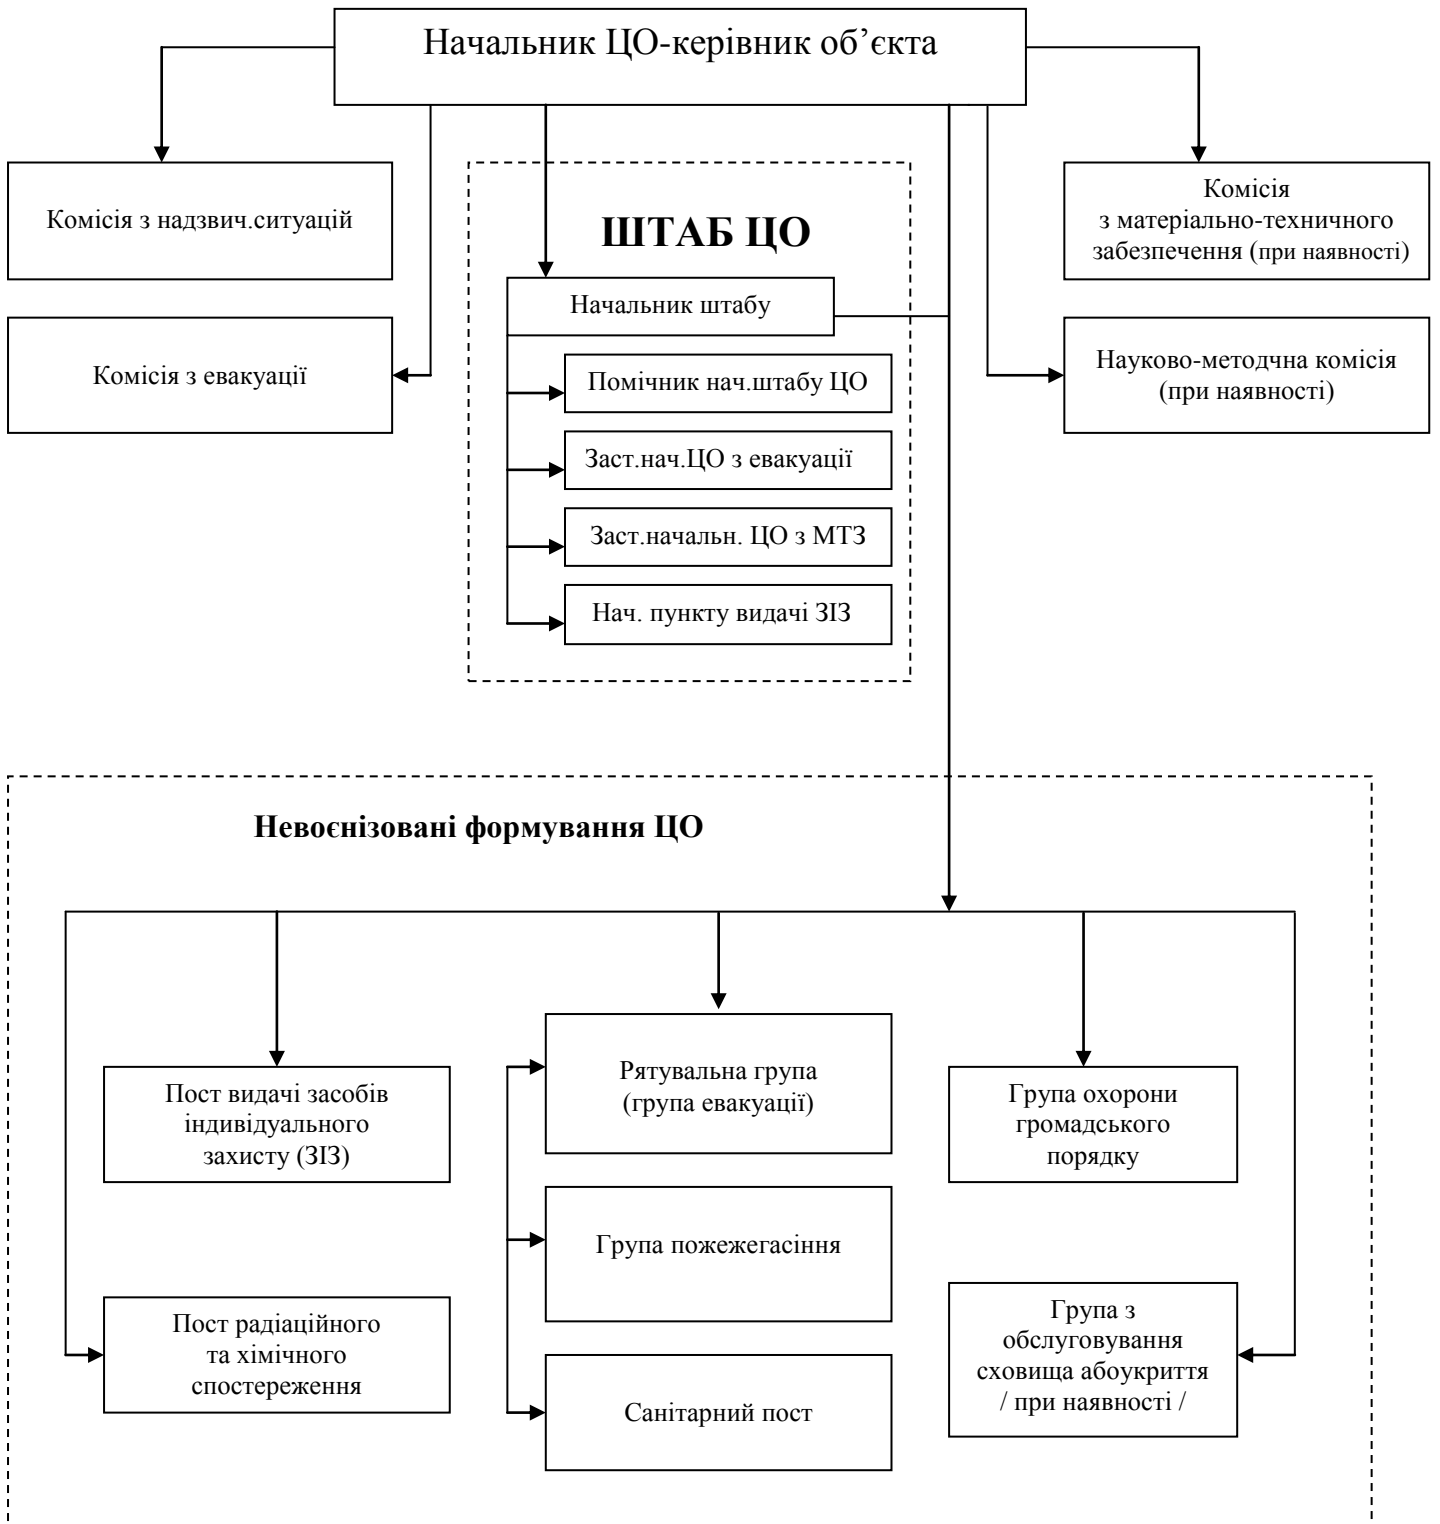 Начальник ЦО-керівник об’єкта
Комісія з надзвич.ситуацій
Комісія з евакуації
ШТАБ ЦО
Начальник штабу
Помічник нач.штабу ЦО
Заст.нач.ЦО з евакуації
Заст.начальн. ЦО з МТЗ
Нач. пункту видачі ЗІЗ
Комісія
з матеріально-техничного
забезпечення (при наявності)
Науково-методчна комісія
(при наявності)
Невоєнізовані формування ЦО
Пост видачі засобів
індивідуального
захисту (ЗІЗ)
Пост радіаційного
та хімічного
спостереження
Рятувальна група
(група евакуації)
Група пожежегасіння
Санітарний пост
Група охорони
громадського
порядку
Група з
обслуговування
сховища абоукриття
/ при наявності /